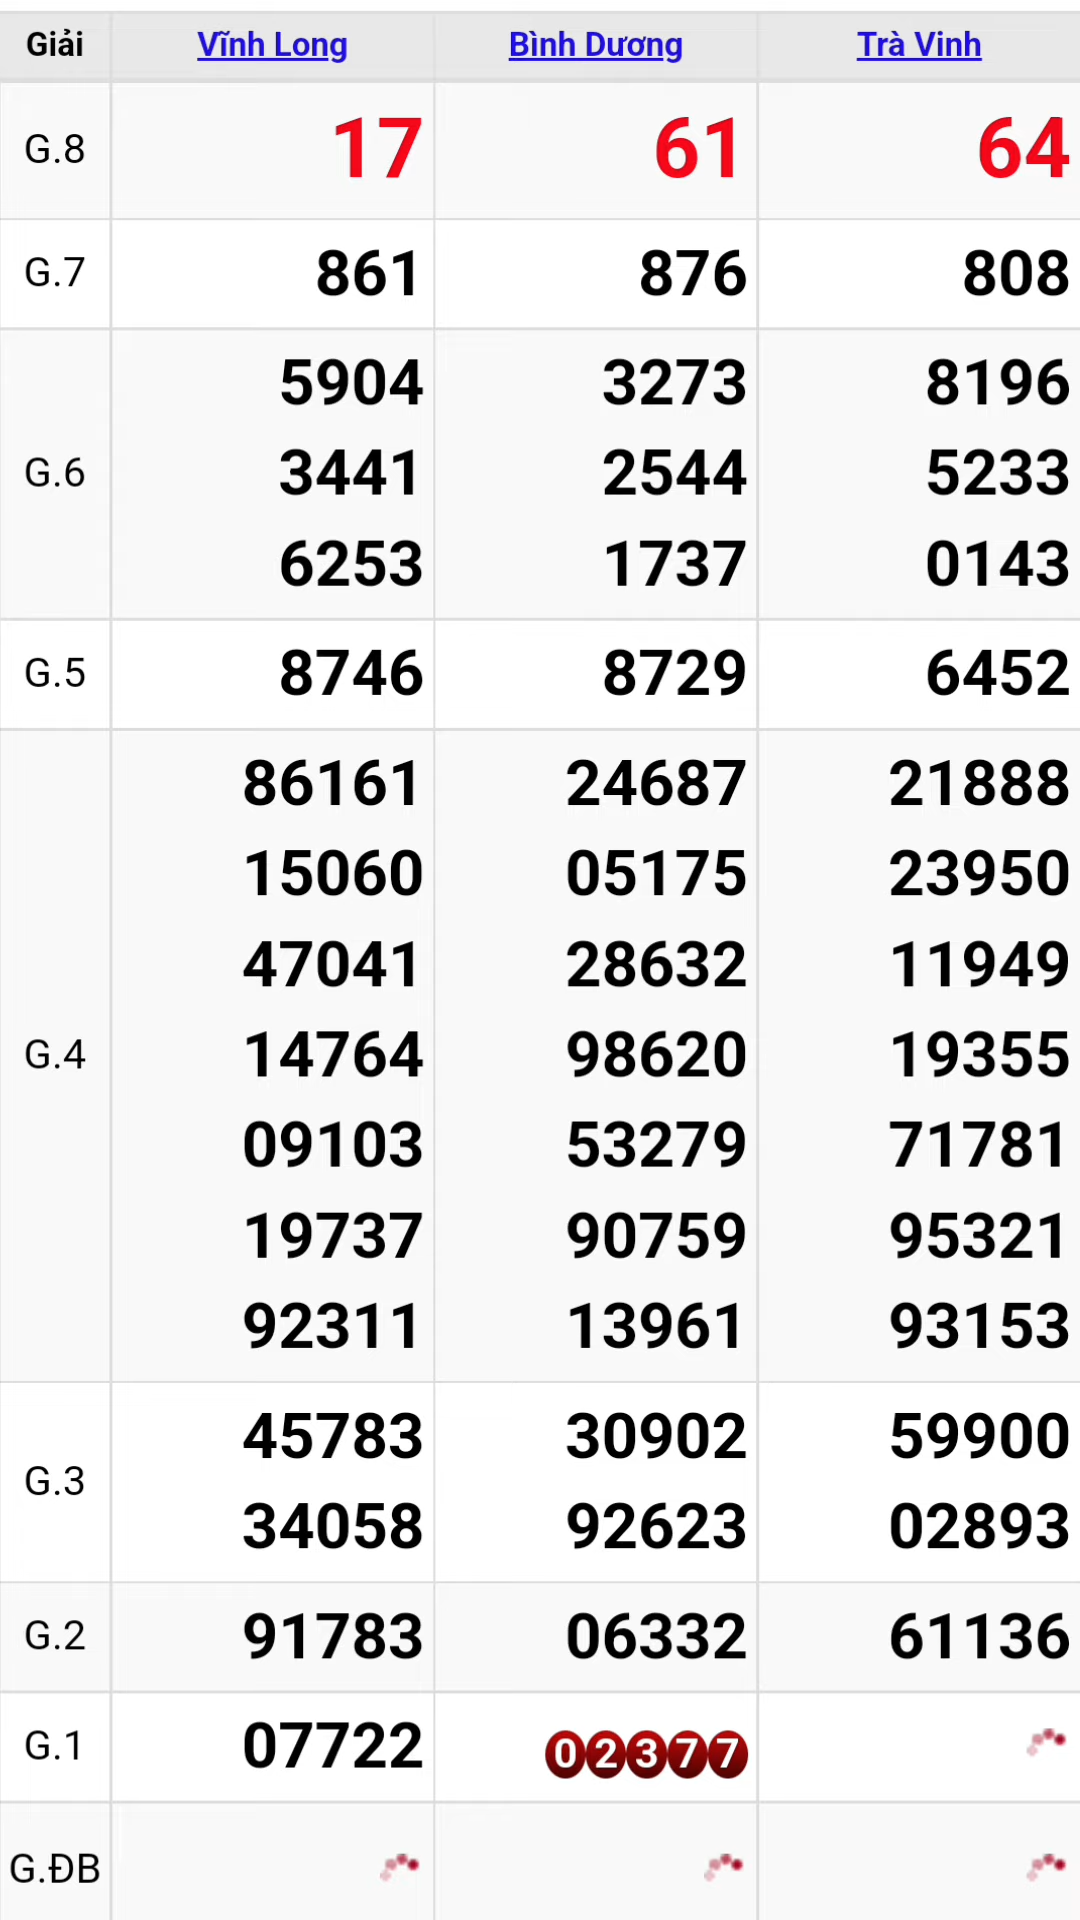 Giải Vĩnh Long Bình Dương Trà Vinh
G.8 17 61 64
G.7 861 876 808
5904 3273 8196
G.6 3441 2544 5233
6253 1737 0143
G.5 8746 8729 6452
86161 24687 21888
15060 05175 23950
47041 28632 11949
G.4 14764 98620 19355
09103 53279 71781
19737 90759 95321
92311 13961 93153
G.3 45783 30902 59900
34058 92623 02893
G.2 91783 06332 61136
G.1 07722 02377
G.ĐB